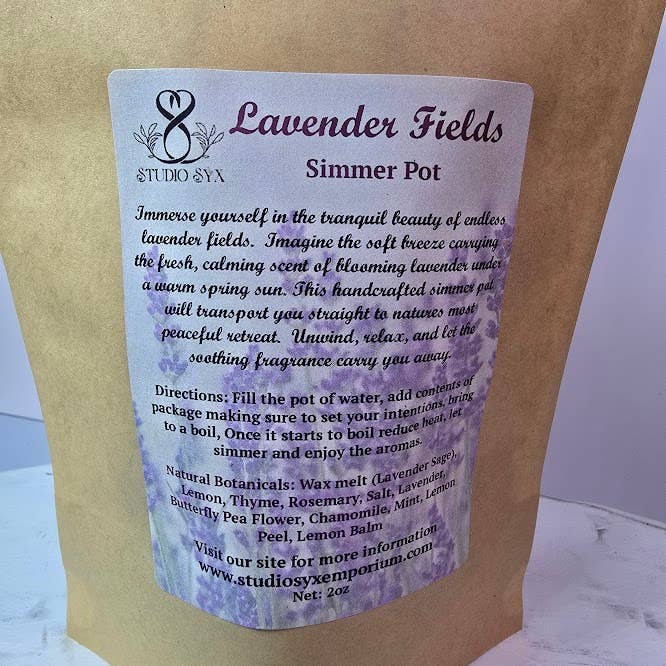 STUDIO SYX
Lavender Fields
Simmer Pot
Immerse yourself in the tranquil beauty of endless
lavender fields. Imagine the soft breeze carrying
the fresh, calming scent of blooming lavender under
a warm spring sun. This handcrafted simmer pot
will transport you straight to natures most
peaceful retreat. Unwind, relax, and let the
soothing fragrance carry you away.
Directions: Fill the pot of water, add contents of
package making sure to set your intentions, bring
to a boil, Once it starts to boil reduce heat, let
simmer and enjoy the aromas.
Natural Botanicals: Wax melt (Lavender Sage),
Lemon, Thyme, Rosemary, Salt, Lavender,
Butterfly Pea Flower, Chamomile, Mint, Lemon
Peel, Lemon Balm
Visit our site for more information
www.studiosyxemporium.com
Net: 2oz